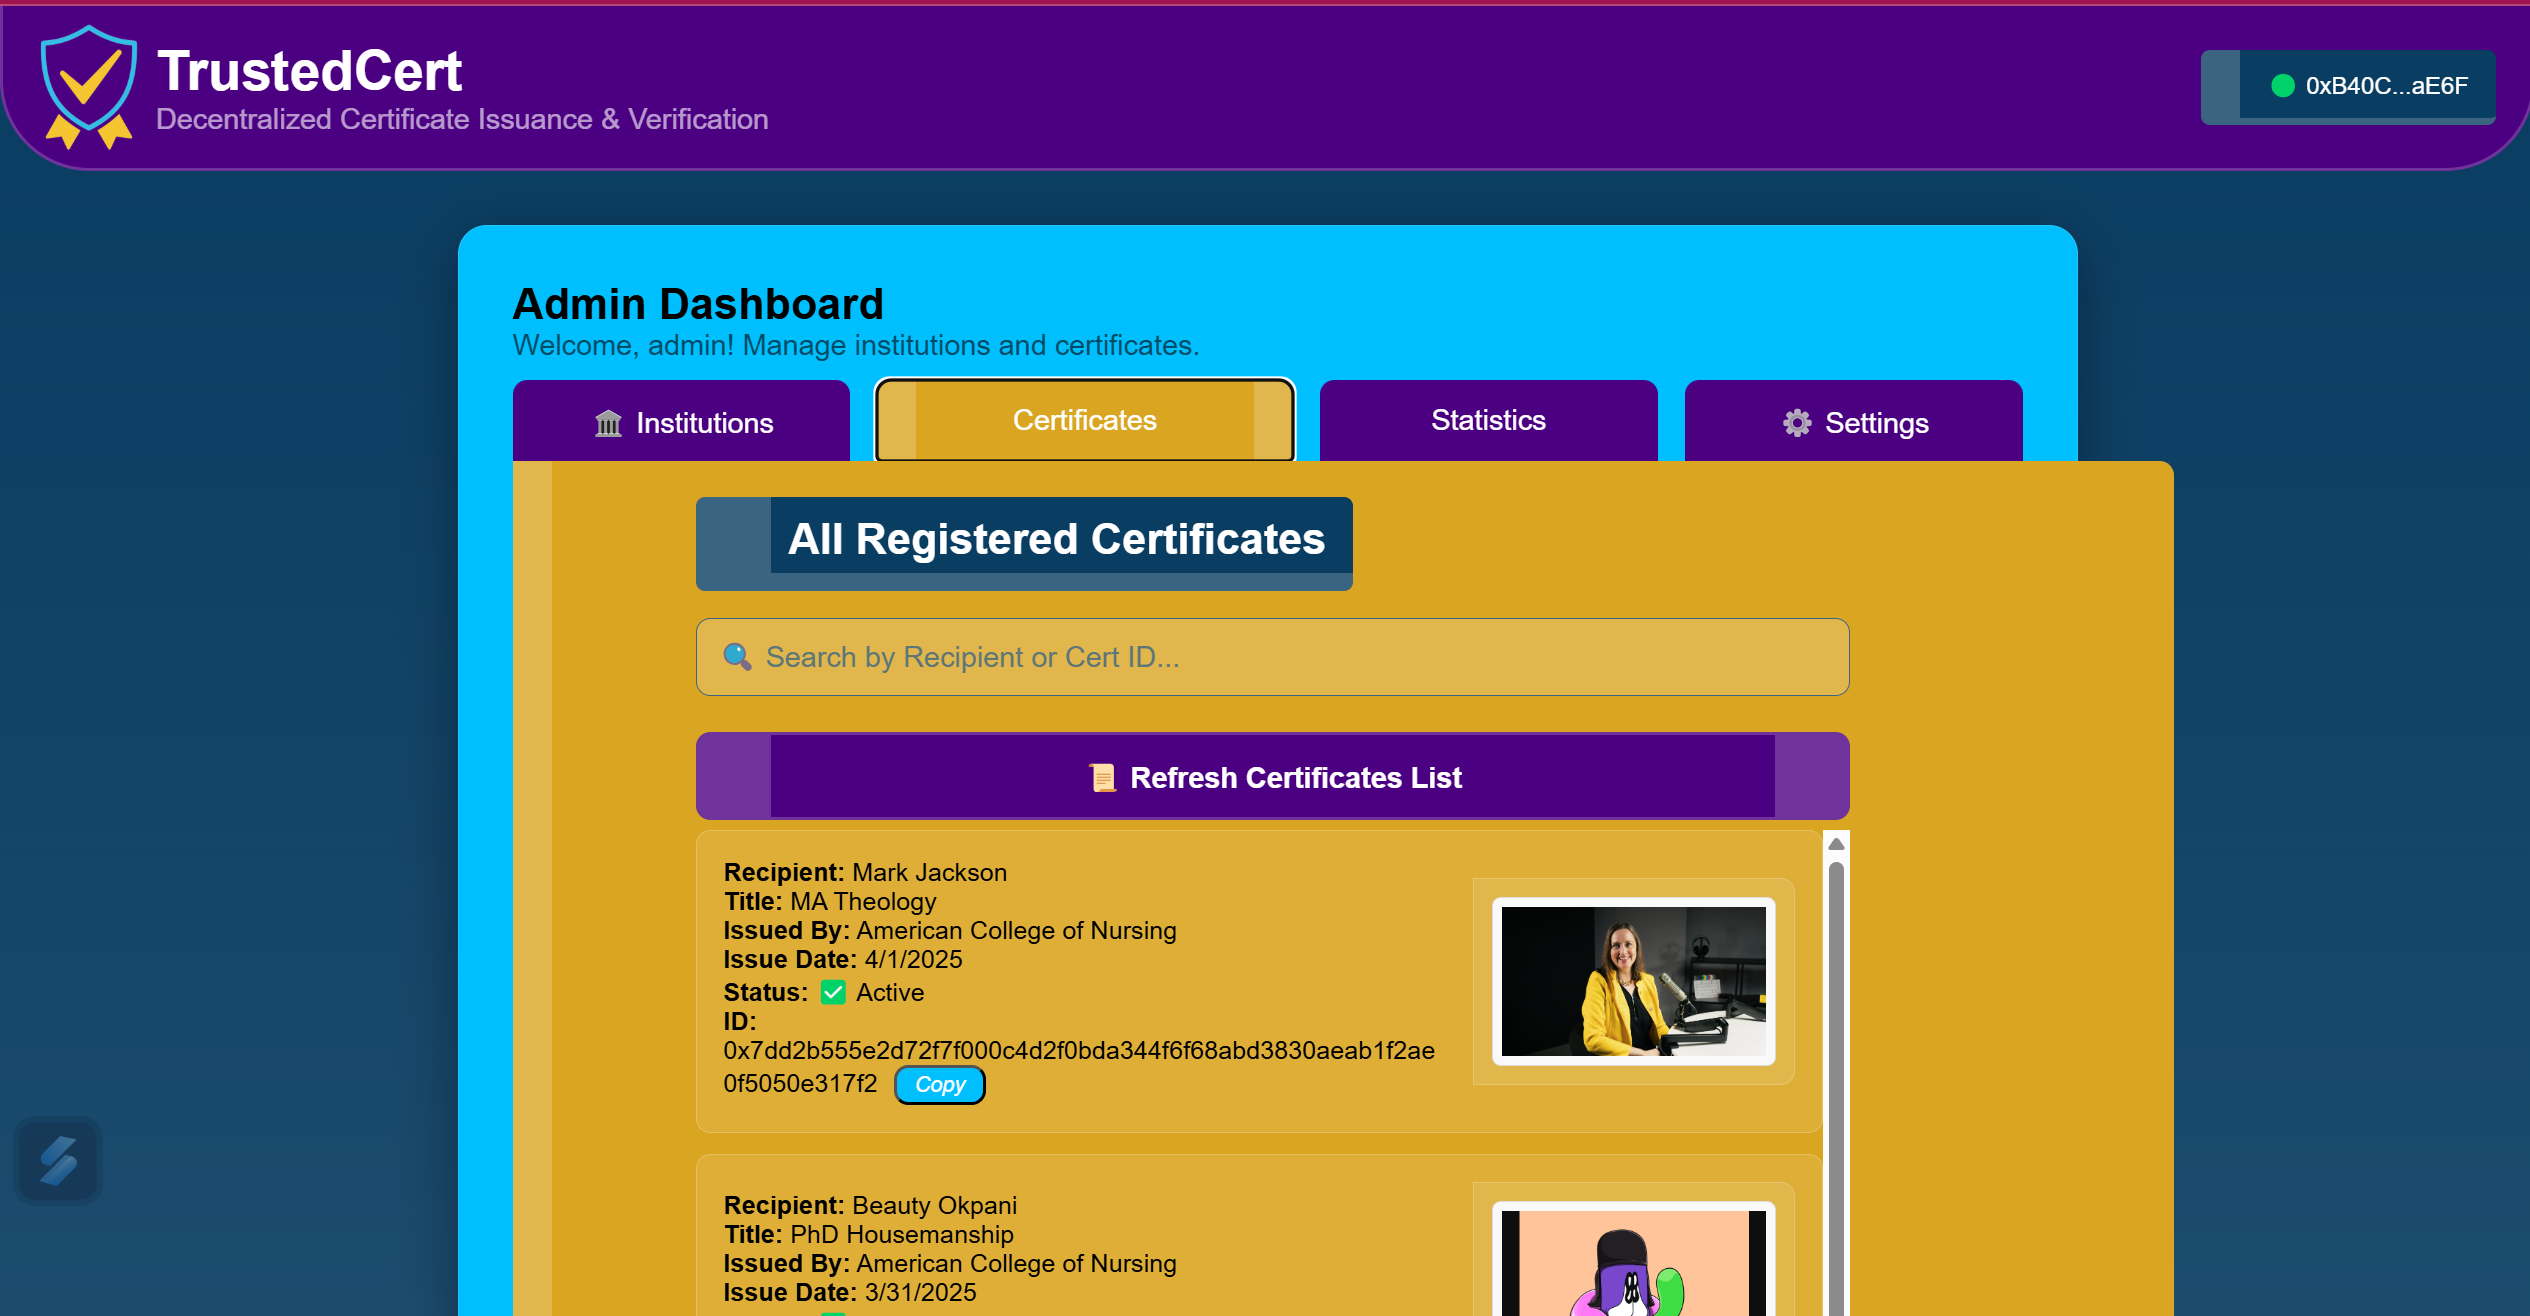 TrustedCert
Decentralized Certificate Issuance & Verification
0xB40C...aE6F
Admin Dashboard
Welcome, admin! Manage institutions and certificates.
Institutions
Certificates
Statistics
Settings
All Registered Certificates
Search by Recipient or Cert ID...
Refresh Certificates List
Recipient: Mark Jackson
Title: MA Theology
Issued By: American College of Nursing
Issue Date: 4/1/2025
Status: ✅ Active
ID:
0x7dd2b555e2d72f7f000c4d2f0bda344f6f68abd3830aeab1f2ae
0f5050e317f2 Copy
Recipient: Beauty Okpani
Title: PhD Housemanship
Issued By: American College of Nursing
Issue Date: 3/31/2025